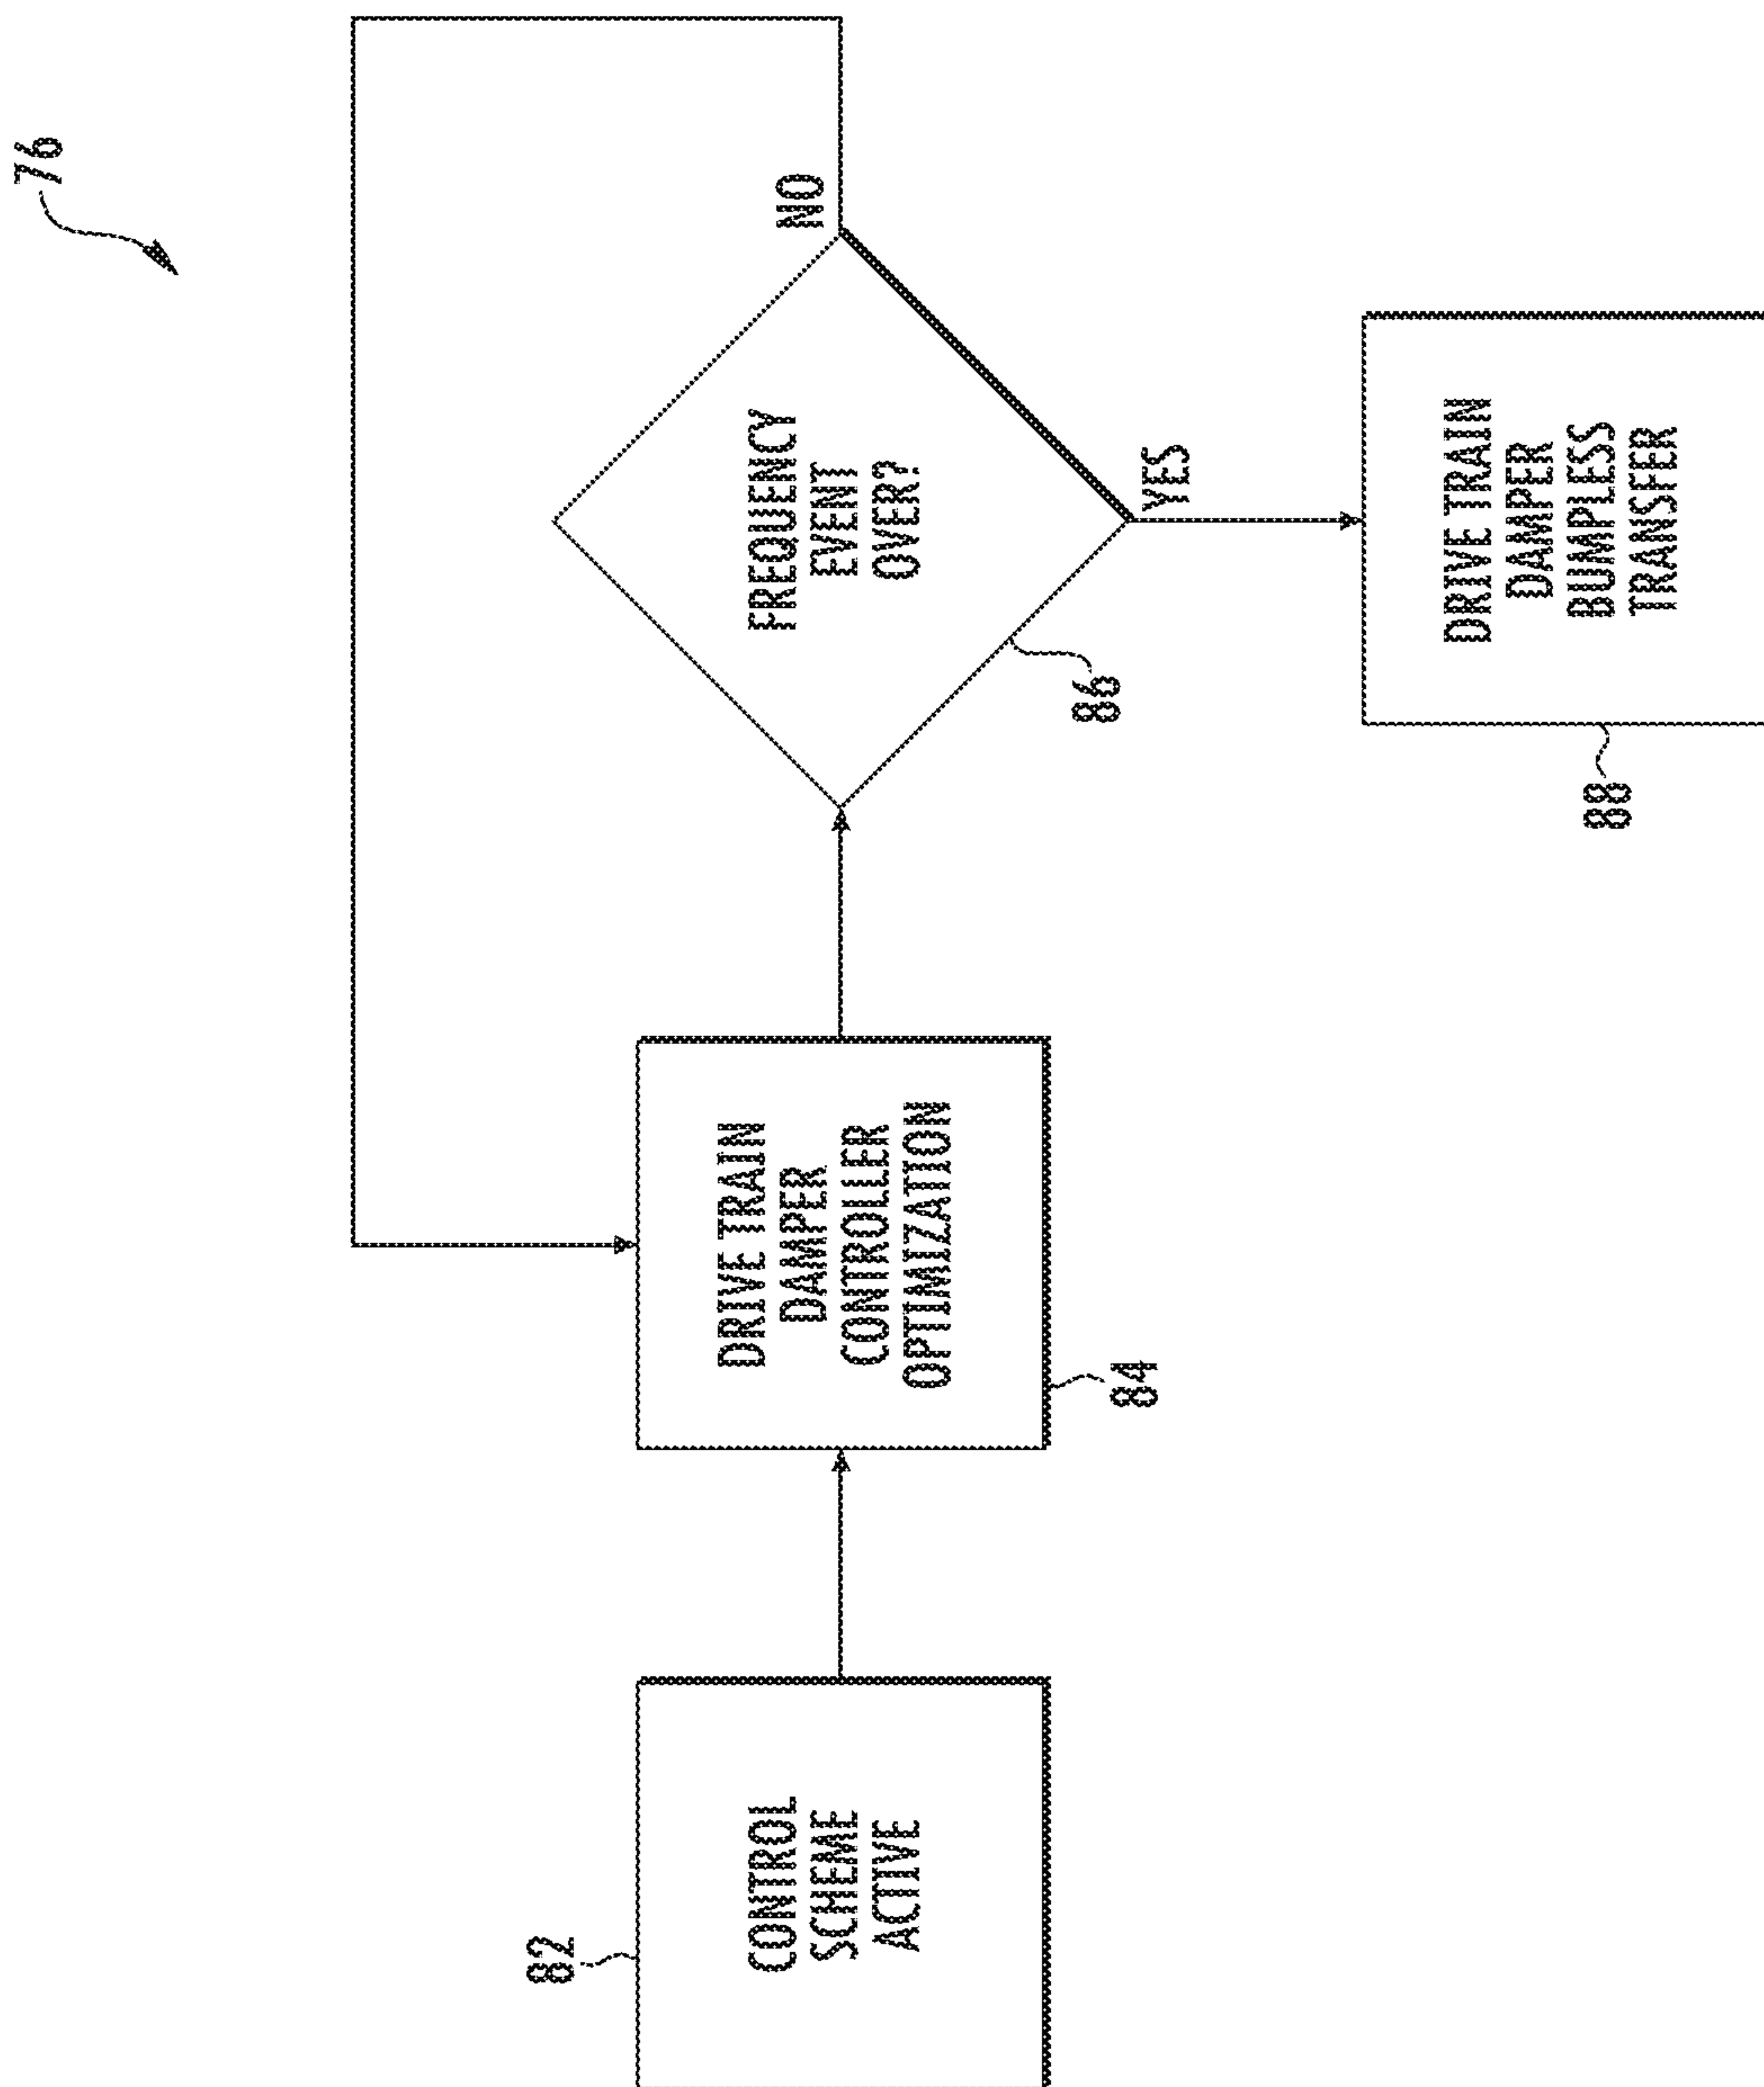 76
82
CONTROL
SCHEME
ACTIVE
DRIVE TRAIN
DAMPER
CONTROLLER
OPTIMIZATION
84
FREQUENCY
EVENT
OVER?
86
NO
YES
DRIVE TRAIN
DAMPER
BUMPLESS
TRANSFER
88